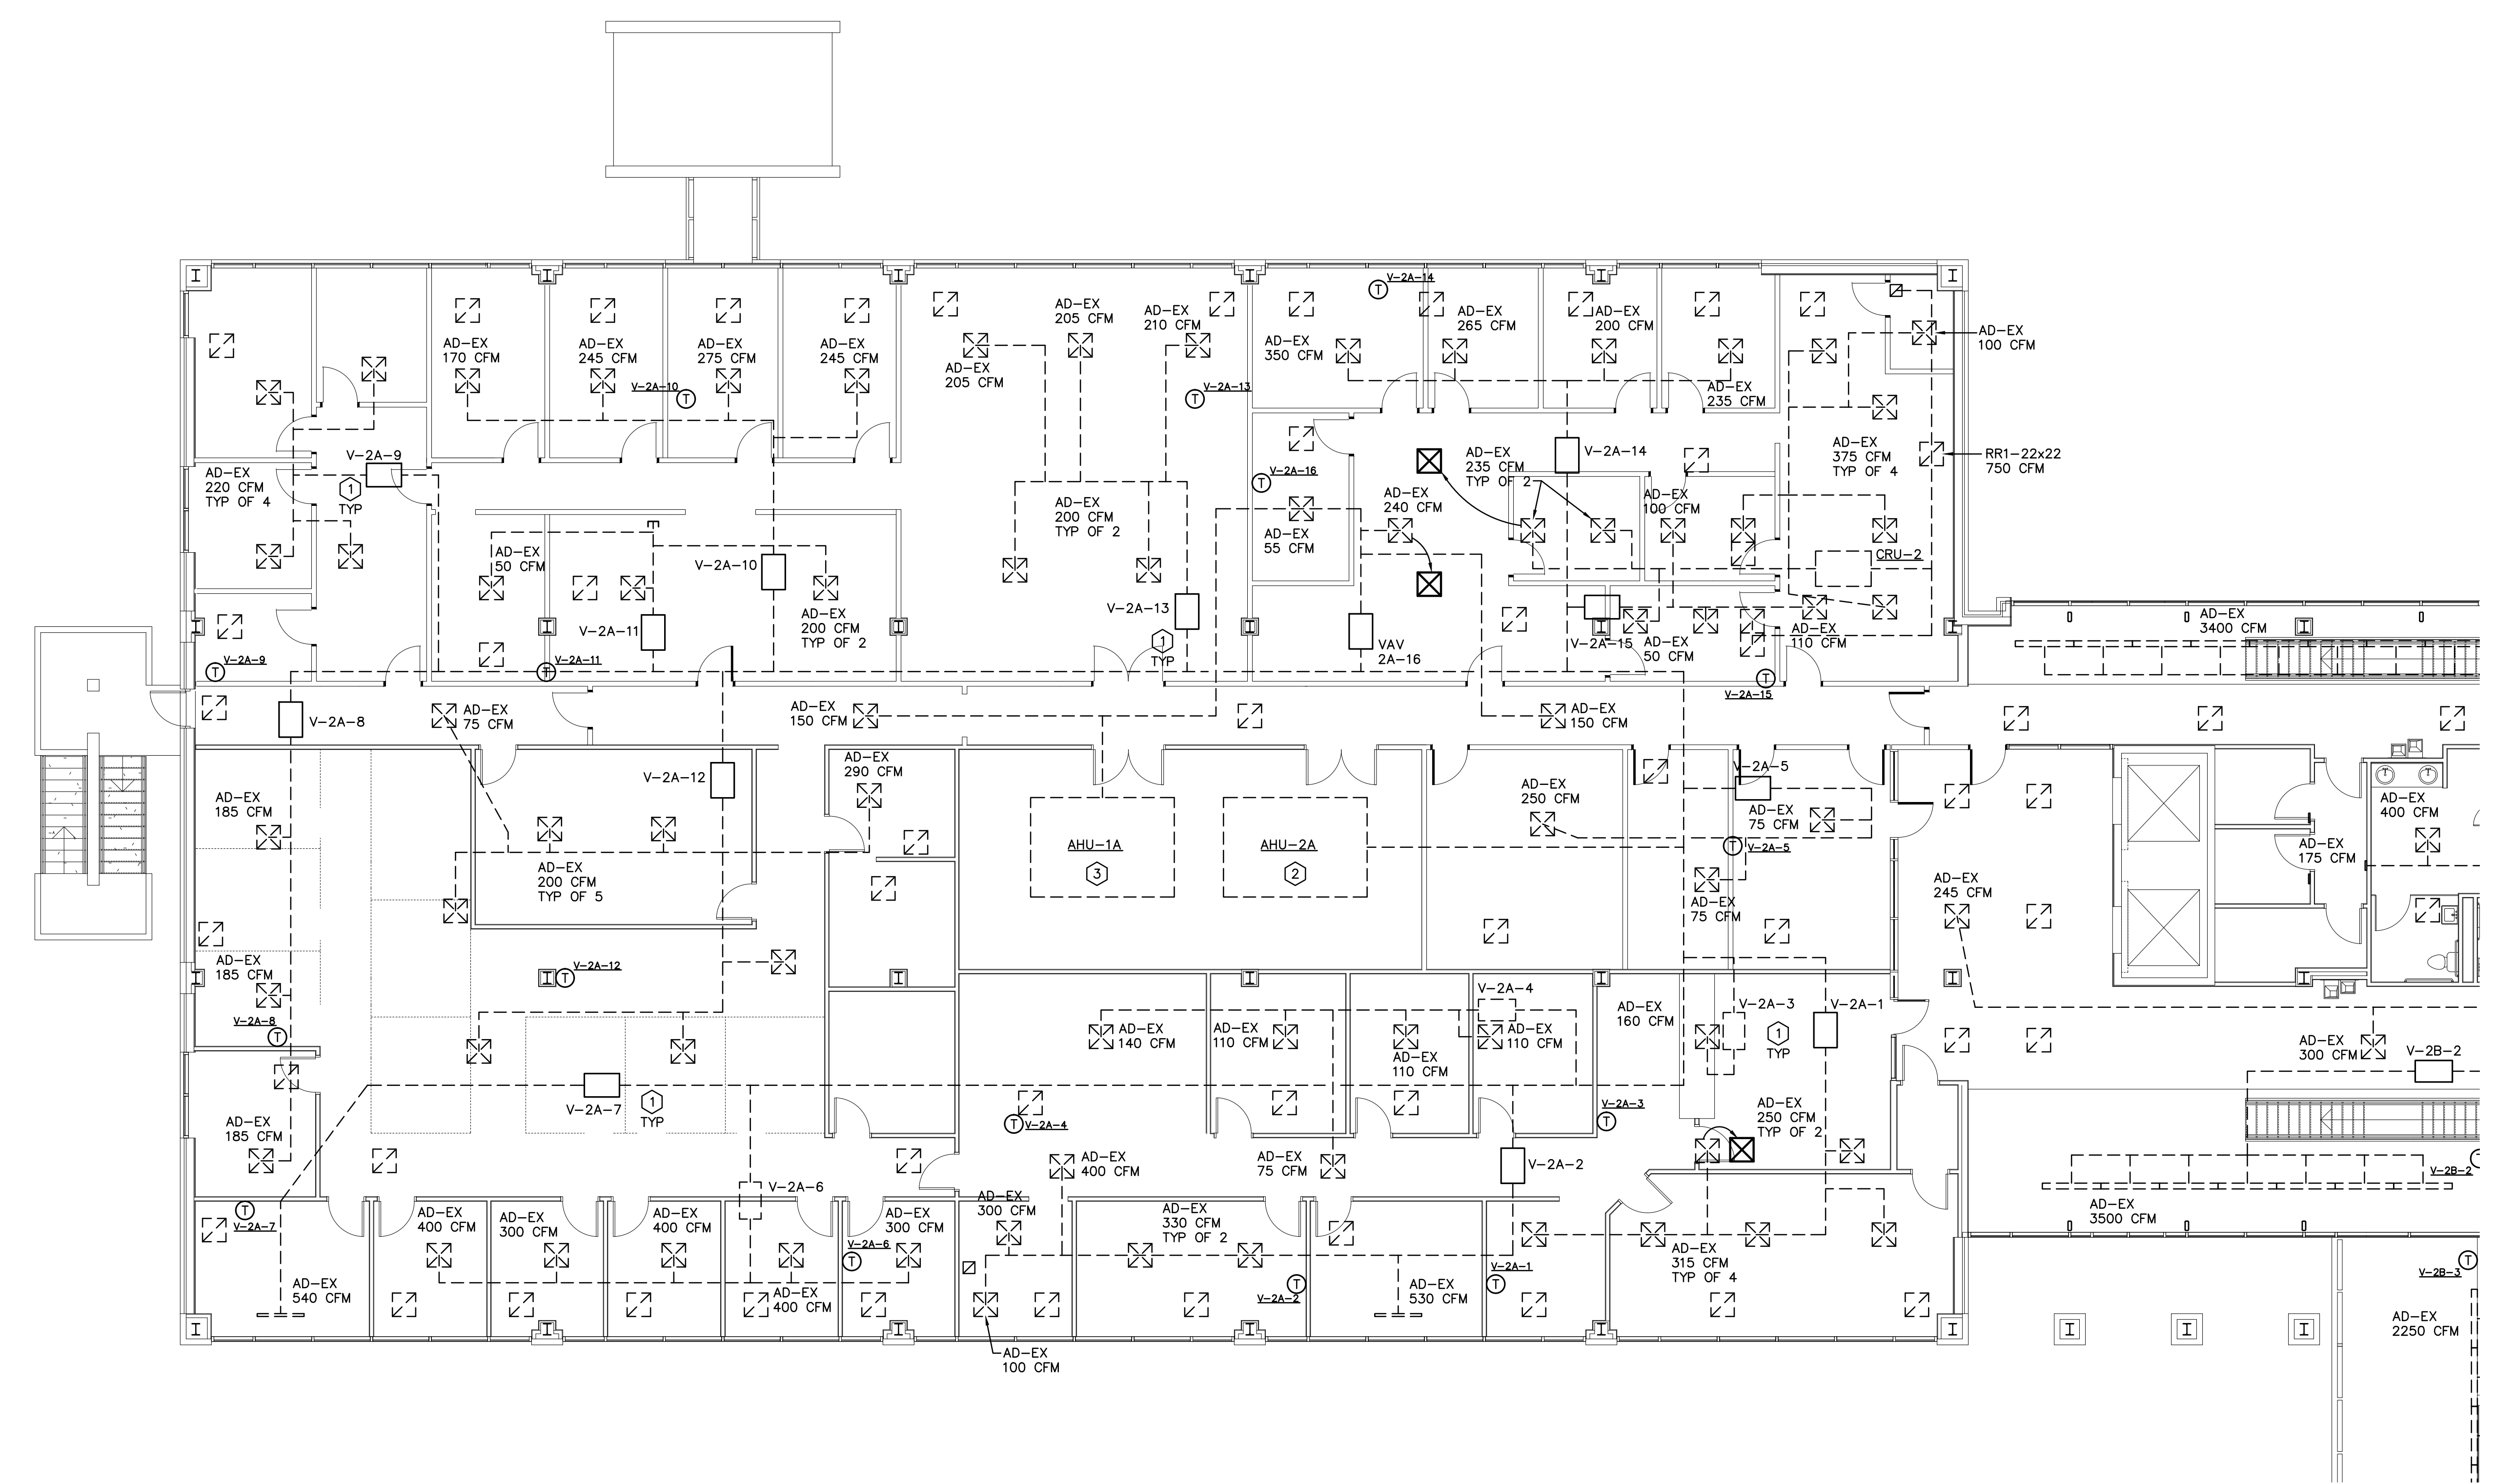 V-2A-14
AD-EX
205 CFM
AD-EX
210 CFM
AD-EX
265 CFM
AD-EX
200 CFM
AD-EX
170 CFM
AD-EX
245 CFM
AD-EX
275 CFM
AD-EX
245 CFM
AD-EX
350 CFM
AD-EX
100 CFM
AD-EX
205 CFM
V-2A-10
V-2A-13
AD-EX
235 CFM
V-2A-9
AD-EX
220 CFM
TYP OF 4
1
TYP
V-2A-16
AD-EX
235 CFM
TYP OF 2
V-2A-14
AD-EX
375 CFM
TYP OF 4
RR1-22x22
750 CFM
AD-EX
200 CFM
TYP OF 2
AD-EX
240 CFM
AD-EX
100 CFM
AD-EX
55 CFM
AD-EX
50 CFM
V-2A-10
CRU-2
V-2A-13
V-2A-11
AD-EX
200 CFM
TYP OF 2
1
TYP
VAV
2A-16
V-2A-15
AD-EX
50 CFM
AD-EX
110 CFM
AD-EX
3400 CFM
V-2A-9
V-2A-11
V-2A-15
V-2A-8
AD-EX
75 CFM
AD-EX
150 CFM
AD-EX
150 CFM
V-2A-12
AD-EX
290 CFM
V-2A-5
AD-EX
185 CFM
AD-EX
250 CFM
AD-EX
75 CFM
AD-EX
400 CFM
AHU-1A
3
AHU-2A
2
V-2A-5
AD-EX
175 CFM
AD-EX
200 CFM
TYP OF 5
AD-EX
75 CFM
AD-EX
245 CFM
AD-EX
185 CFM
V-2A-12
V-2A-8
V-2A-4
AD-EX
160 CFM
V-2A-3
V-2A-1
AD-EX
140 CFM
AD-EX
110 CFM
AD-EX
110 CFM
AD-EX
110 CFM
1
TYP
AD-EX
300 CFM
V-2B-2
V-2A-7
1
TYP
AD-EX
185 CFM
V-2A-4
V-2A-3
AD-EX
250 CFM
TYP OF 2
AD-EX
400 CFM
AD-EX
75 CFM
V-2A-2
V-2B-2
V-2A-6
V-2A-7
AD-EX
400 CFM
AD-EX
300 CFM
AD-EX
400 CFM
AD-EX
300 CFM
AD-EX
300 CFM
AD-EX
330 CFM
TYP OF 2
AD-EX
3500 CFM
V-2A-6
AD-EX
315 CFM
TYP OF 4
V-2A-1
V-2B-3
AD-EX
540 CFM
AD-EX
400 CFM
V-2A-2
AD-EX
530 CFM
AD-EX
2250 CFM
AD-EX
100 CFM